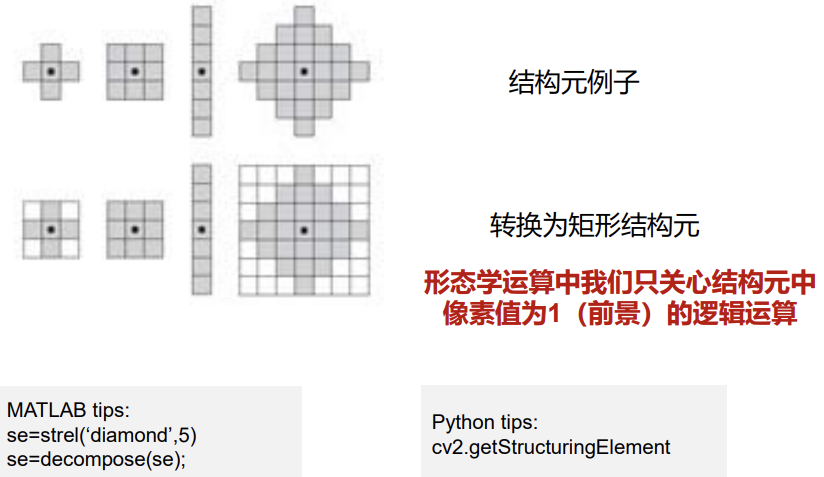 结构元例子
转换为矩形结构元
形态学运算中我们只关心结构元中
像素值为1（前景）的逻辑运算
MATLAB tips:
se=strel(‘diamond’,5)
se=decompose(se);
Python tips:
cv2.getStructuringElement